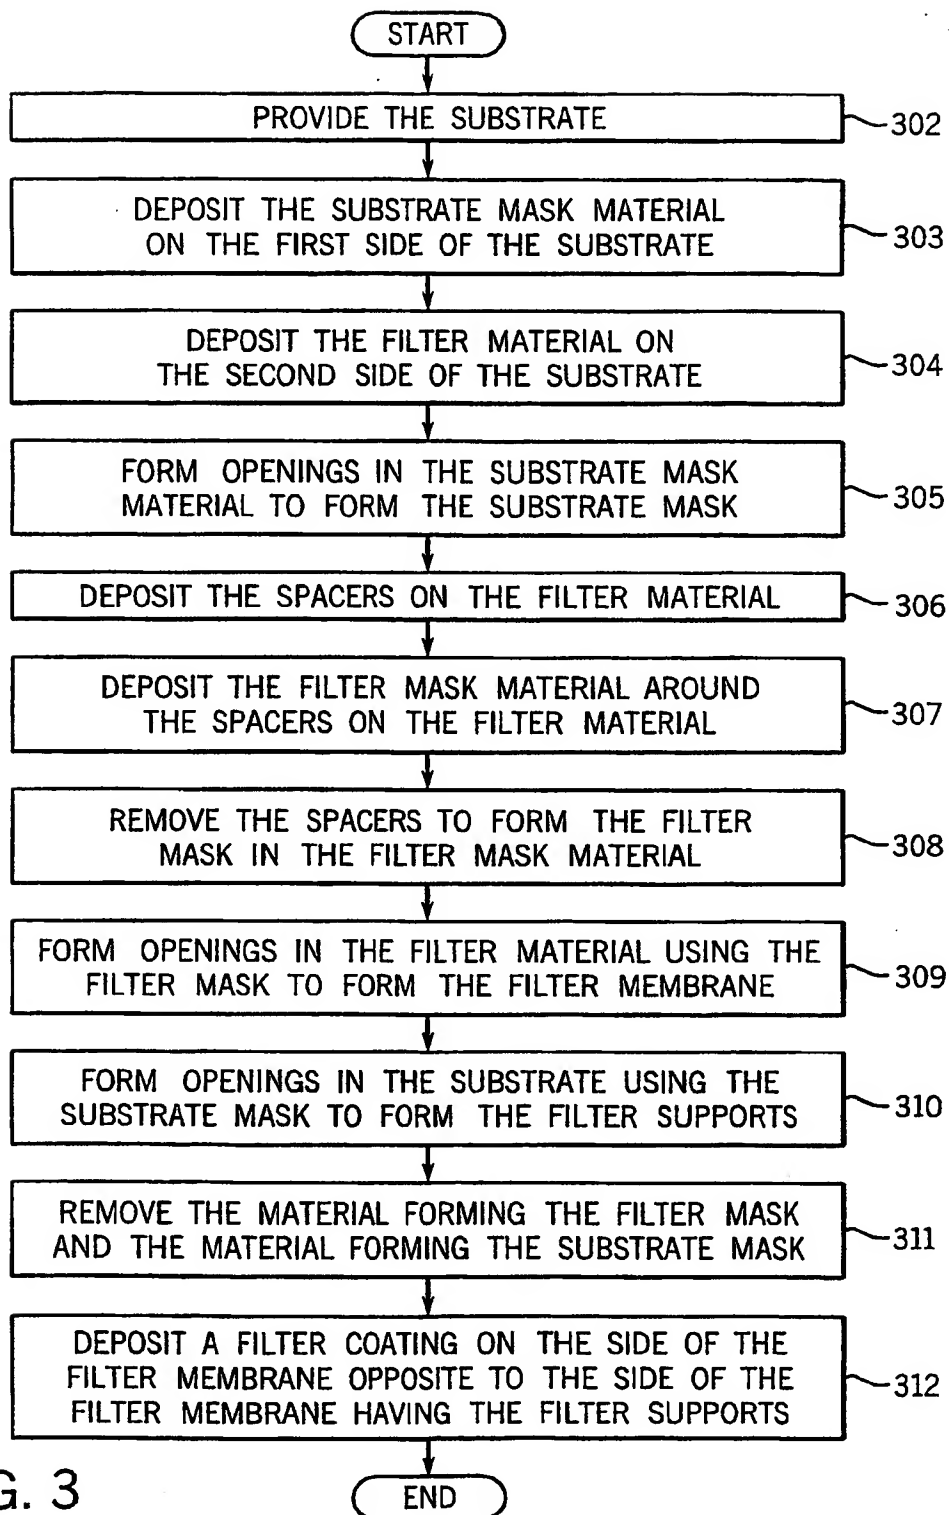 START
PROVIDE THE SUBSTRATE
302
DEPOSIT THE SUBSTRATE MASK MATERIAL
ON THE FIRST SIDE OF THE SUBSTRATE
303
DEPOSIT THE FILTER MATERIAL ON
THE SECOND SIDE OF THE SUBSTRATE
304
FORM OPENINGS IN THE SUBSTRATE MASK
MATERIAL TO FORM THE SUBSTRATE MASK
305
DEPOSIT THE SPACERS ON THE FILTER MATERIAL
306
DEPOSIT THE FILTER MASK MATERIAL AROUND
THE SPACERS ON THE FILTER MATERIAL
307
REMOVE THE SPACERS TO FORM THE FILTER
MASK IN THE FILTER MASK MATERIAL
308
FORM OPENINGS IN THE FILTER MATERIAL USING THE
FILTER MASK TO FORM THE FILTER MEMBRANE
309
FORM OPENINGS IN THE SUBSTRATE USING THE
SUBSTRATE MASK TO FORM THE FILTER SUPPORTS
310
REMOVE THE MATERIAL FORMING THE FILTER MASK
AND THE MATERIAL FORMING THE SUBSTRATE MASK
311
DEPOSIT A FILTER COATING ON THE SIDE OF THE
FILTER MEMBRANE OPPOSITE TO THE SIDE OF THE
FILTER MEMBRANE HAVING THE FILTER SUPPORTS
312
G. 3
END